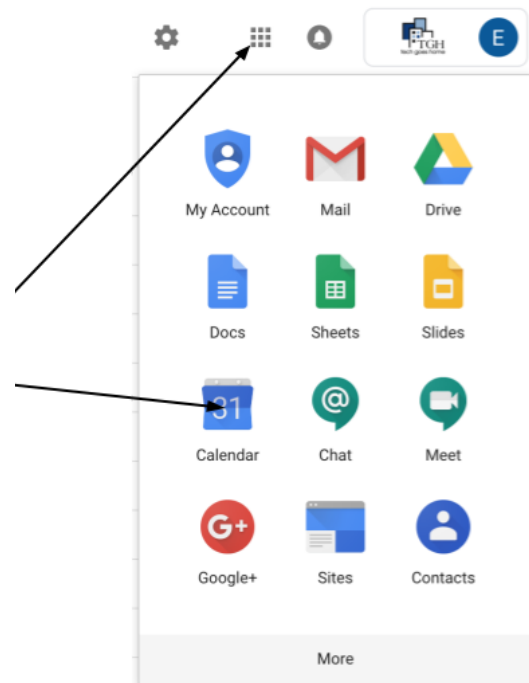 TGH
tech goes home
E
My Account Mail Drive
Docs Sheets Slides
31 @
Calendar Chat Meet
G+
Google+ Sites Contacts
More